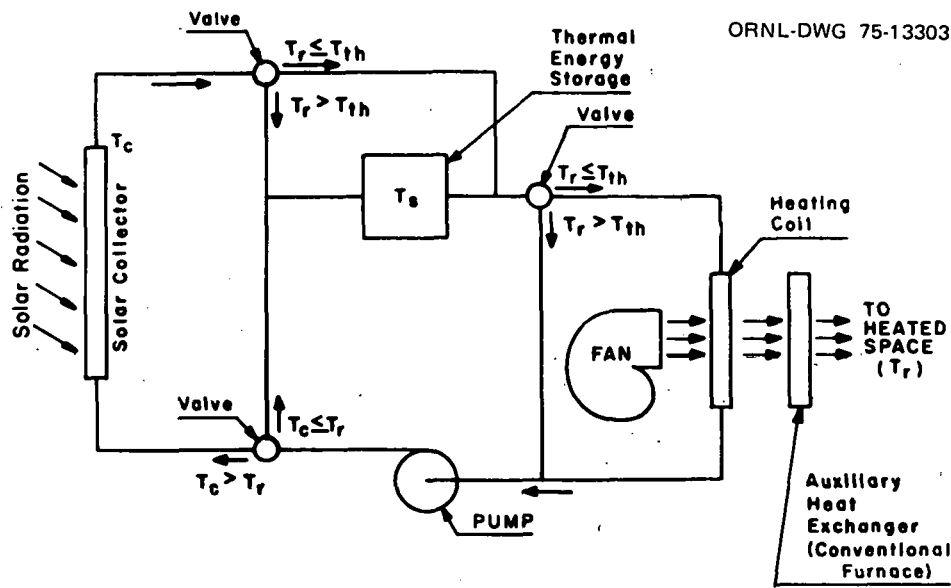 ORNL-DWG 75-13303
Valve
Tr ≤ Tth
Tr > Tth
Thermal
Energy
Storage
Valve
Tr ≤ Tth
Tr > Tth
Heating
Coil
Tc
Solar Radiation
Solar Collector
Ts
FAN
TO
HEATED
SPACE
(Tr)
Valve
Tc ≤ Tr
Tc > Tr
PUMP
Auxiliary
Heat
Exchanger
(Conventional
Furnace)